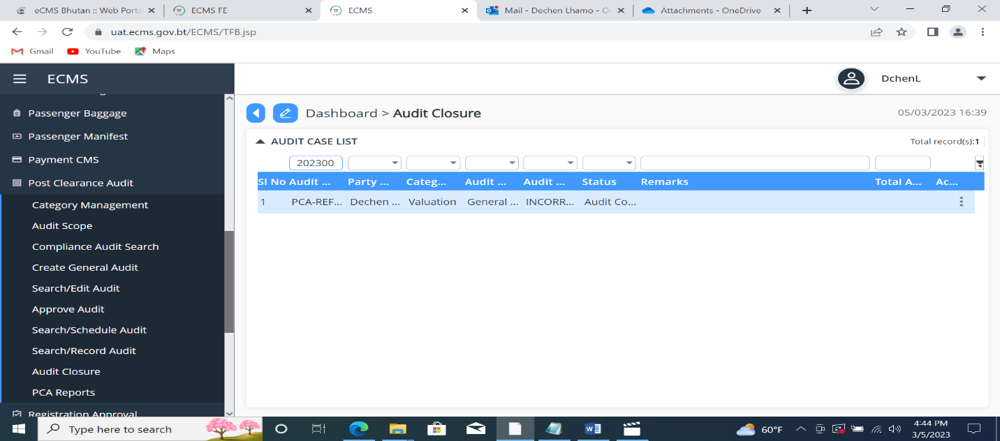 eCMS Bhutan :: Web Porta
ECMS FE
ECMS
Mail - Dechen Lhamo - O
Attachments - OneDrive
uat.ecms.gov.bt/ECMS/TFB.jsp
Gmail YouTube Maps
ECMS
DchenL
Passenger Baggage
Passenger Manifest
Payment CMS
Post Clearance Audit
Category Management
Audit Scope
Compliance Audit Search
Create General Audit
Search/Edit Audit
Approve Audit
Search/Schedule Audit
Search/Record Audit
Audit Closure
PCA Reports
Registration Approval
Dashboard > Audit Closure
05/03/2023 16:39
AUDIT CASE LIST
Total record(s):1
202300
Sl No Audit ... Party ... Categ... Audit ... Audit ... Status Remarks Total A... Ac...
1 PCA-REF... Dechen ... Valuation General ... INCORR... Audit Co...
Type here to search
60°F
4:44 PM
3/5/2023